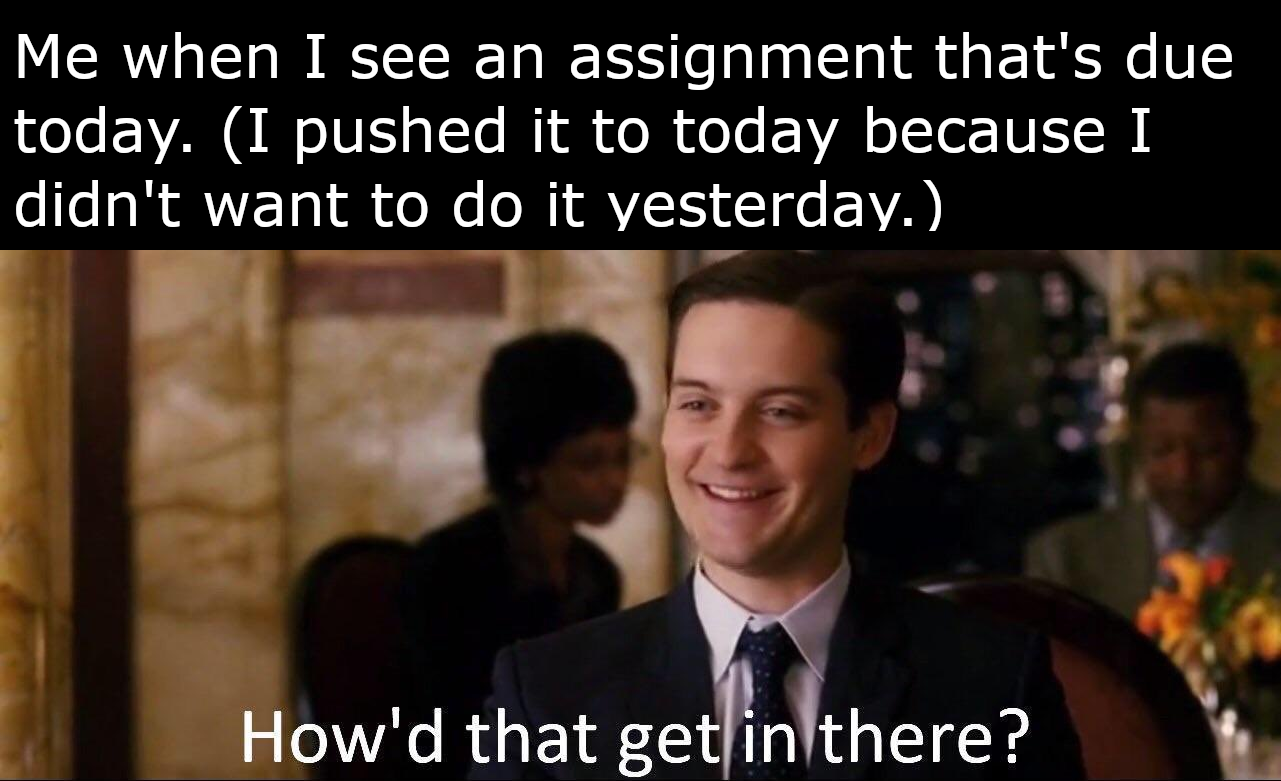 Me when I see an assignment that's due
today. (I pushed it to today because I
didn't want to do it yesterday.)
How'd that get in there?